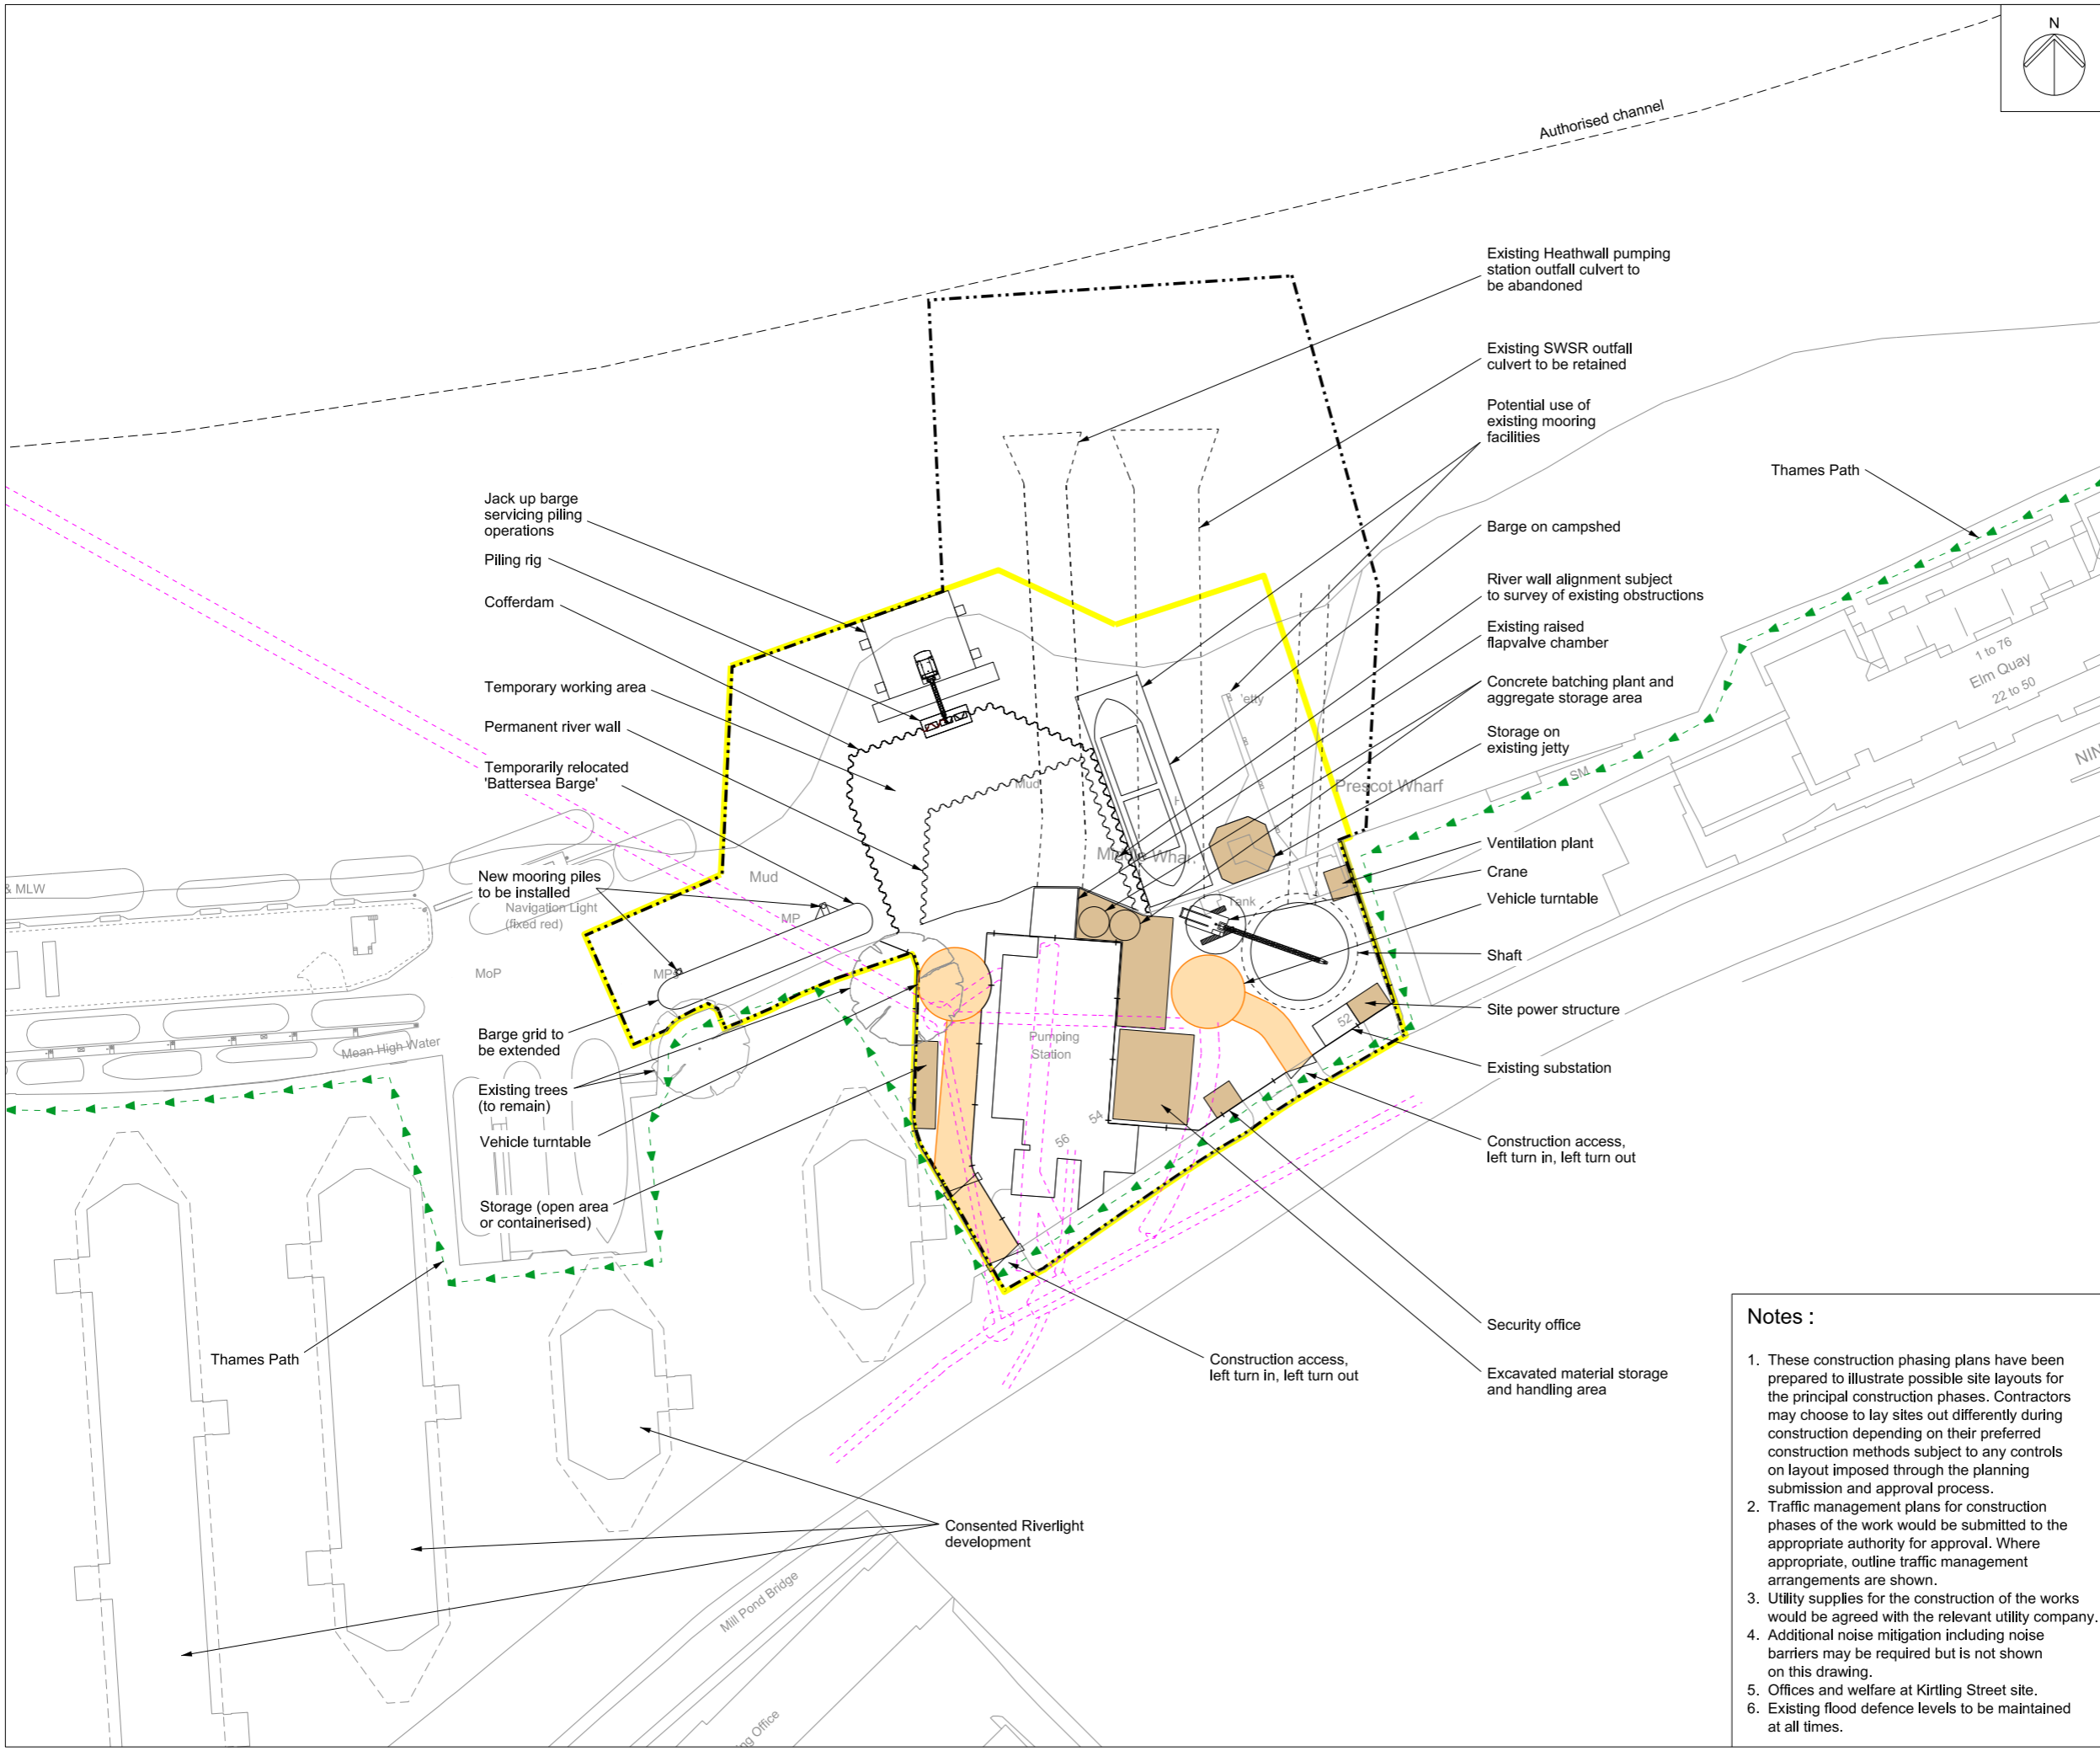 N
Authorised channel
Existing Heathwall pumping
station outfall culvert to
be abandoned
Existing SWSR outfall
culvert to be retained
Potential use of
existing mooring
facilities
Thames Path
Jack up barge
servicing piling
operations
Piling rig
Cofferdam
Temporary working area
Permanent river wall
Temporarily relocated
'Battersea Barge'
New mooring piles
to be installed
Barge grid to
be extended
Existing trees
(to remain)
Vehicle turntable
Storage (open area
or containerised)
Thames Path
Barge on campshed
River wall alignment subject
to survey of existing obstructions
Existing raised
flapvalve chamber
Concrete batching plant and
aggregate storage area
Storage on
existing jetty
Ventilation plant
Crane
Vehicle turntable
Shaft
Site power structure
Existing substation
Construction access,
left turn in, left turn out
Security office
Excavated material storage
and handling area
Construction access,
left turn in, left turn out
Consented Riverlight
development
1 to 76
Elm Quay
22 to 50
NIN
SM
Prescot Wharf
'etty
Mud
Mud
& MLW
Navigation Light
(fixed red)
MP
MoP
Mean High Water
Tank
Pumping
Station
52
54
56
Mill Pond Bridge
ng Office
Notes :
1. These construction phasing plans have been
prepared to illustrate possible site layouts for
the principal construction phases. Contractors
may choose to lay sites out differently during
construction depending on their preferred
construction methods subject to any controls
on layout imposed through the planning
submission and approval process.
2. Traffic management plans for construction
phases of the work would be submitted to the
appropriate authority for approval. Where
appropriate, outline traffic management
arrangements are shown.
3. Utility supplies for the construction of the works
would be agreed with the relevant utility company.
4. Additional noise mitigation including noise
barriers may be required but is not shown
on this drawing.
5. Offices and welfare at Kirtling Street site.
6. Existing flood defence levels to be maintained
at all times.